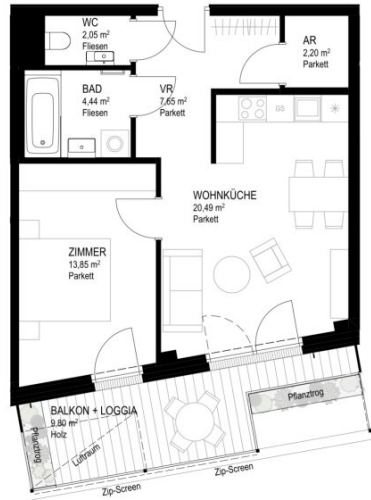 WC
2,05 m²
Fliesen
AR
2,20 m²
Parkett
BAD
4,44 m²
Fliesen
VR
7,65 m²
Parkett
GS
WOHNKÜCHE
20,49 m²
Parkett
ZIMMER
13,85 m²
Parkett
BALKON + LOGGIA
9.80 m²
Holz
Pflanztrog
Pflanztrog
Luftraum
Zip-Screen
Zip-Screen